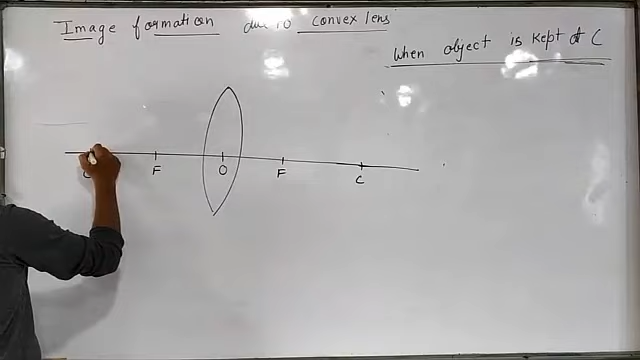 Image formation due to convex lens
When object is kept at C
C F O F C